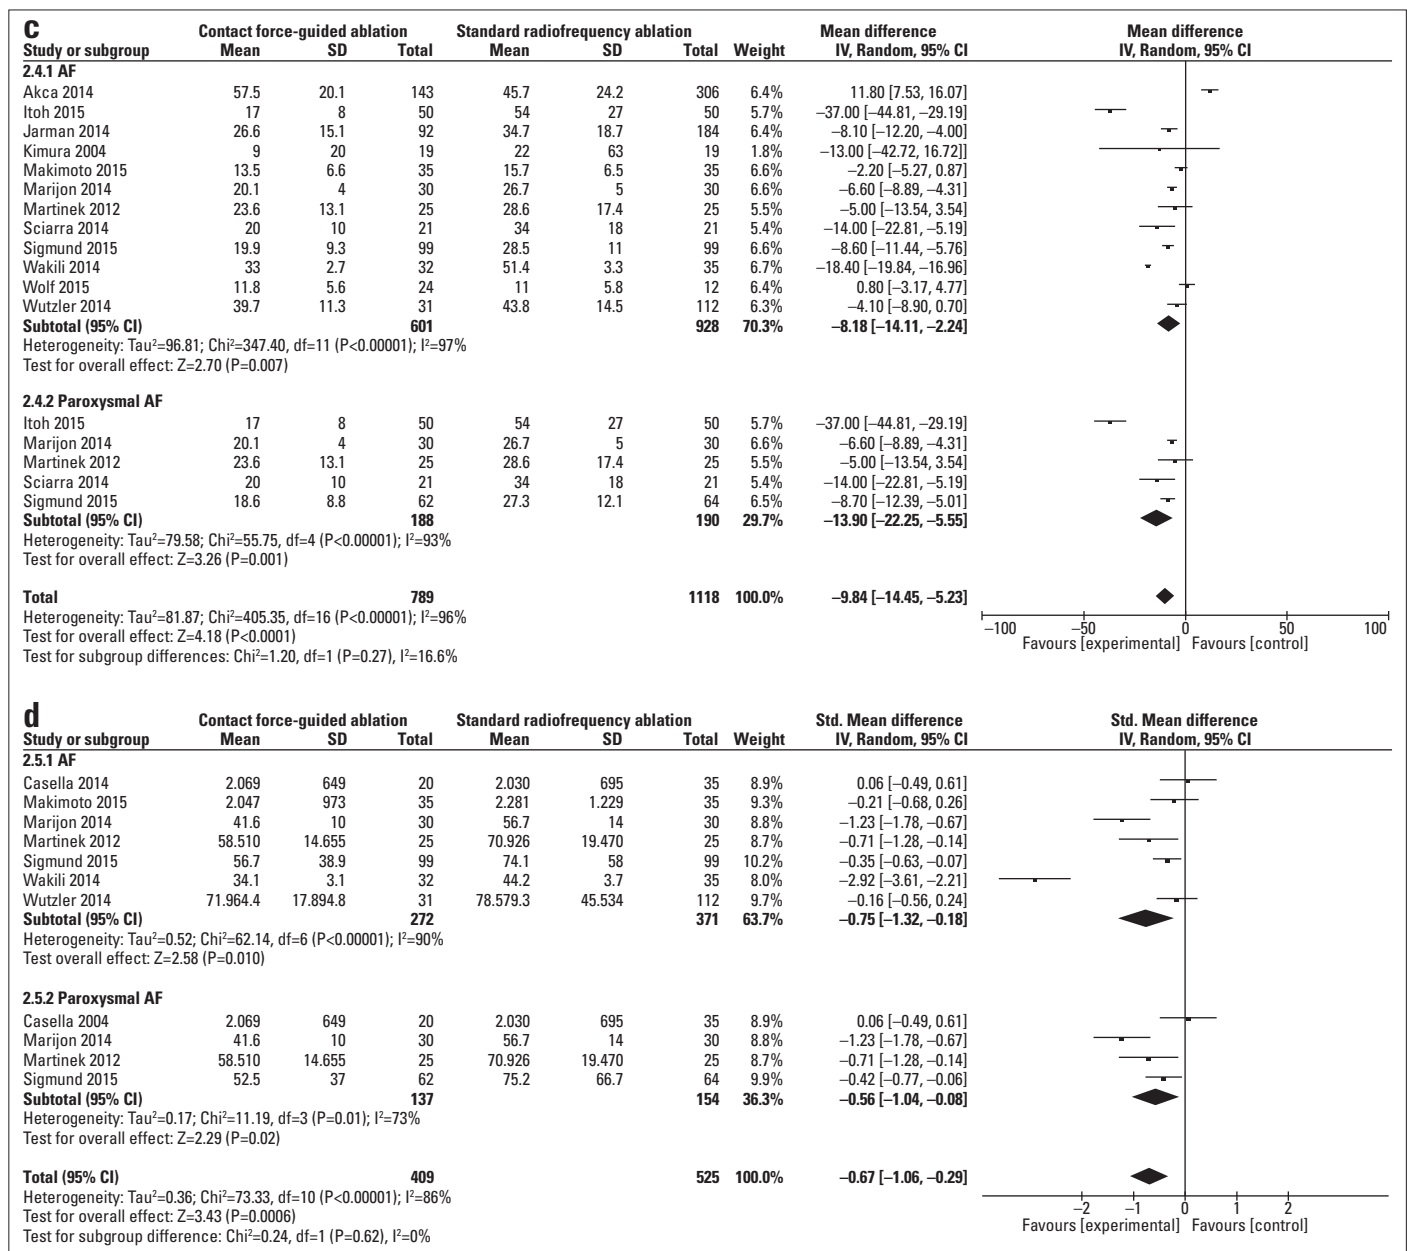 c
Contact force-guided ablation Standard radiofrequency ablation Mean difference Mean difference
Study or subgroup Mean SD Total Mean SD Total Weight IV, Random, 95% CI IV, Random, 95% CI
2.4.1 AF
Akca 2014 57.5 20.1 143 45.7 24.2 306 6.4% 11.80 [7.53, 16.07]
Itoh 2015 17 8 50 54 27 50 5.7% –37.00 [–44.81, –29.19]
Jarman 2014 26.6 15.1 92 34.7 18.7 184 6.4% –8.10 [–12.20, –4.00]
Kimura 2004 9 20 19 22 63 19 1.8% –13.00 [–42.72, 16.72]]
Makimoto 2015 13.5 6.6 35 15.7 6.5 35 6.6% –2.20 [–5.27, 0.87]
Marijon 2014 20.1 4 30 26.7 5 30 6.6% –6.60 [–8.89, –4.31]
Martinek 2012 23.6 13.1 25 28.6 17.4 25 5.5% –5.00 [–13.54, 3.54]
Sciarra 2014 20 10 21 34 18 21 5.4% –14.00 [–22.81, –5.19]
Sigmund 2015 19.9 9.3 99 28.5 11 99 6.6% –8.60 [–11.44, –5.76]
Wakili 2014 33 2.7 32 51.4 3.3 35 6.7% –18.40 [–19.84, –16.96]
Wolf 2015 11.8 5.6 24 11 5.8 12 6.4% 0.80 [–3.17, 4.77]
Wutzler 2014 39.7 11.3 31 43.8 14.5 112 6.3% –4.10 [–8.90, 0.70]
Subtotal (95% CI) 601 928 70.3% –8.18 [–14.11, –2.24]
Heterogeneity: Tau²=96.81; Chi²=347.40, df=11 (P<0.00001); I²=97%
Test for overall effect: Z=2.70 (P=0.007)
2.4.2 Paroxysmal AF
Itoh 2015 17 8 50 54 27 50 5.7% –37.00 [–44.81, –29.19]
Marijon 2014 20.1 4 30 26.7 5 30 6.6% –6.60 [–8.89, –4.31]
Martinek 2012 23.6 13.1 25 28.6 17.4 25 5.5% –5.00 [–13.54, 3.54]
Sciarra 2014 20 10 21 34 18 21 5.4% –14.00 [–22.81, –5.19]
Sigmund 2015 18.6 8.8 62 27.3 12.1 64 6.5% –8.70 [–12.39, –5.01]
Subtotal (95% CI) 188 190 29.7% –13.90 [–22.25, –5.55]
Heterogeneity: Tau²=79.58; Chi²=55.75, df=4 (P<0.00001); I²=93%
Test for overall effect: Z=3.26 (P=0.001)
Total 789 1118 100.0% –9.84 [–14.45, –5.23]
Heterogeneity: Tau²=81.87; Chi²=405.35, df=16 (P<0.00001); I²=96%
Test for overall effect: Z=4.18 (P<0.0001)
Test for subgroup differences: Chi²=1.20, df=1 (P=0.27), I²=16.6%
–100 –50 0 50 100
Favours [experimental] Favours [control]
d
Contact force-guided ablation Standard radiofrequency ablation Std. Mean difference Std. Mean difference
Study or subgroup Mean SD Total Mean SD Total Weight IV, Random, 95% CI IV, Random, 95% CI
2.5.1 AF
Casella 2014 2.069 649 20 2.030 695 35 8.9% 0.06 [–0.49, 0.61]
Makimoto 2015 2.047 973 35 2.281 1.229 35 9.3% –0.21 [–0.68, 0.26]
Marijon 2014 41.6 10 30 56.7 14 30 8.8% –1.23 [–1.78, –0.67]
Martinek 2012 58.510 14.655 25 70.926 19.470 25 8.7% –0.71 [–1.28, –0.14]
Sigmund 2015 56.7 38.9 99 74.1 58 99 10.2% –0.35 [–0.63, –0.07]
Wakili 2014 34.1 3.1 32 44.2 3.7 35 8.0% –2.92 [–3.61, –2.21]
Wutzler 2014 71.964.4 17.894.8 31 78.579.3 45.534 112 9.7% –0.16 [–0.56, 0.24]
Subtotal (95% CI) 272 371 63.7% –0.75 [–1.32, –0.18]
Heterogeneity: Tau²=0.52; Chi²=62.14, df=6 (P<0.00001); I²=90%
Test overall effect: Z=2.58 (P=0.010)
2.5.2 Paroxysmal AF
Casella 2004 2.069 649 20 2.030 695 35 8.9% 0.06 [–0.49, 0.61]
Marijon 2014 41.6 10 30 56.7 14 30 8.8% –1.23 [–1.78, –0.67]
Martinek 2012 58.510 14.655 25 70.926 19.470 25 8.7% –0.71 [–1.28, –0.14]
Sigmund 2015 52.5 37 62 75.2 66.7 64 9.9% –0.42 [–0.77, –0.06]
Subtotal (95% CI) 137 154 36.3% –0.56 [–1.04, –0.08]
Heterogeneity: Tau²=0.17; Chi²=11.19, df=3 (P=0.01); I²=73%
Test for overall effect: Z=2.29 (P=0.02)
Total (95% CI) 409 525 100.0% –0.67 [–1.06, –0.29]
Heterogeneity: Tau²=0.36; Chi²=73.33, df=10 (P<0.00001); I²=86%
Test for overall effect: Z=3.43 (P=0.0006)
Test for subgroup difference: Chi²=0.24, df=1 (P=0.62), I²=0%
–2 –1 0 1 2
Favours [experimental] Favours [control]